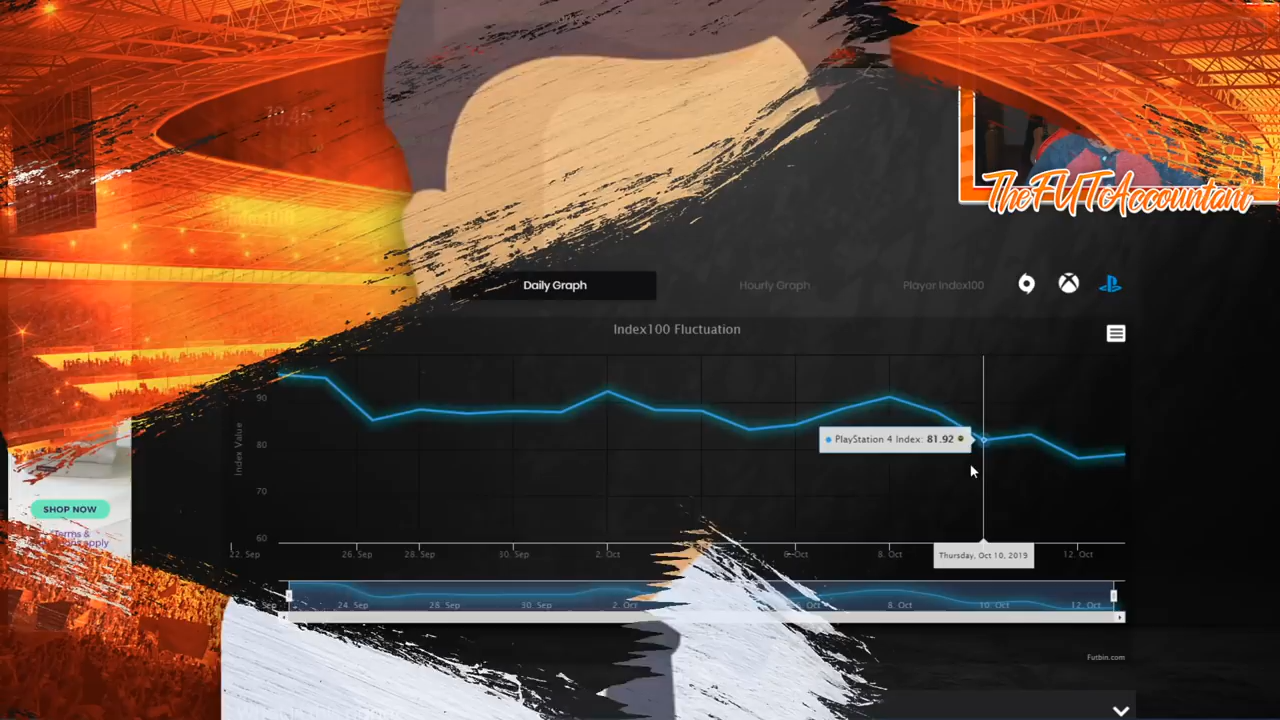 TheFUTAccountant
Daily Graph
Hourly Graph
Player Index100
Index100 Fluctuation
90
80
70
60
Index Value
PlayStation 4 Index: 81.92
22. Sep
26. Sep
28. Sep
30. Sep
2. Oct
6. Oct
8. Oct
Thursday, Oct 10, 2019
12. Oct
24. Sep
28. Sep
30. Sep
2. Oct
8. Oct
10. Oct
12. Oct
SHOP NOW
Terms &
apply
Futbin.com